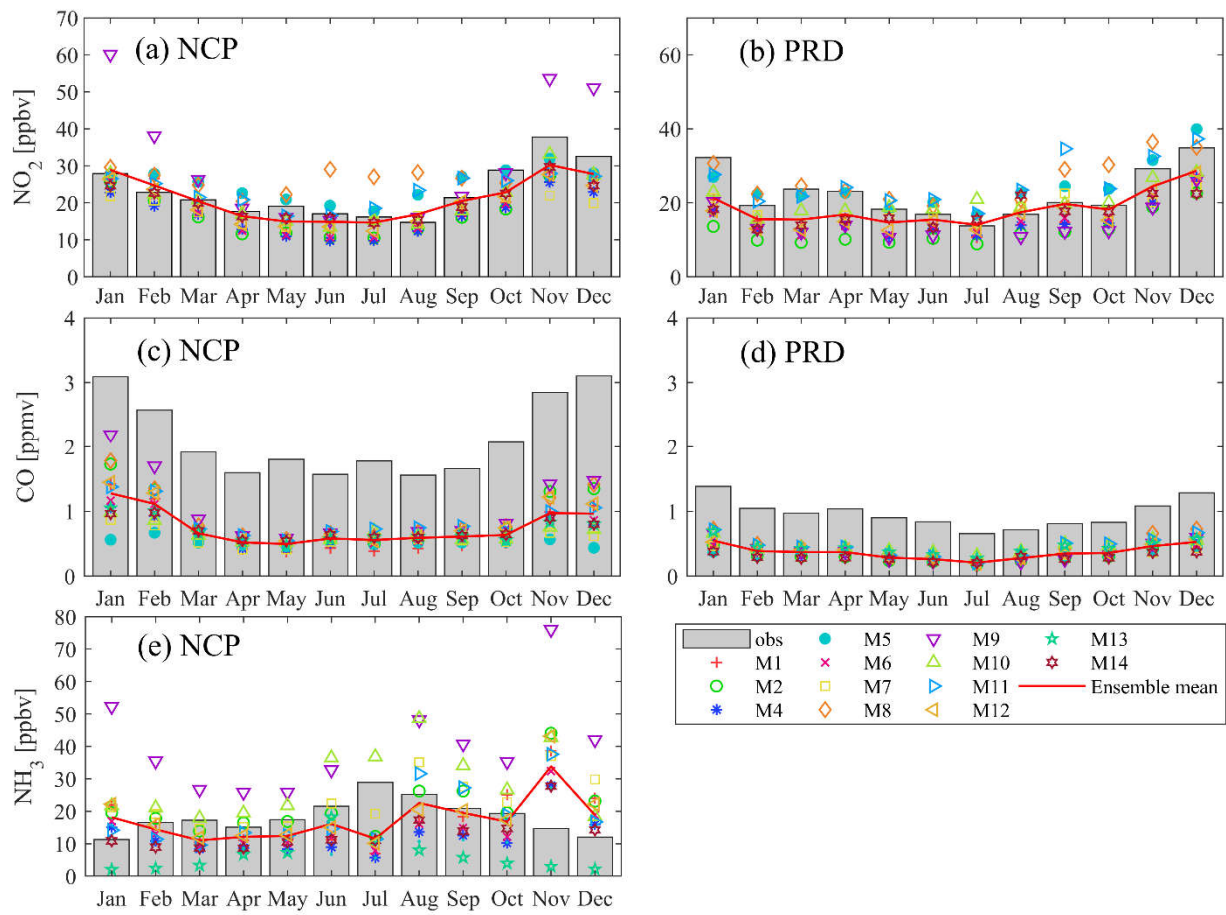 (a) NCP
NO2 [ppbv]
70
60
50
40
30
20
10
0
Jan Feb Mar Apr May Jun Jul Aug Sep Oct Nov Dec
(b) PRD
60
40
20
0
Jan Feb Mar Apr May Jun Jul Aug Sep Oct Nov Dec
(c) NCP
CO [ppmv]
4
3
2
1
0
Jan Feb Mar Apr May Jun Jul Aug Sep Oct Nov Dec
(d) PRD
4
3
2
1
0
Jan Feb Mar Apr May Jun Jul Aug Sep Oct Nov Dec
(e) NCP
NH3 [ppbv]
80
70
60
50
40
30
20
10
0
Jan Feb Mar Apr May Jun Jul Aug Sep Oct Nov Dec
obs M5 M9 M13
M1 M6 M10 M14
M2 M7 M11 Ensemble mean
M4 M8 M12